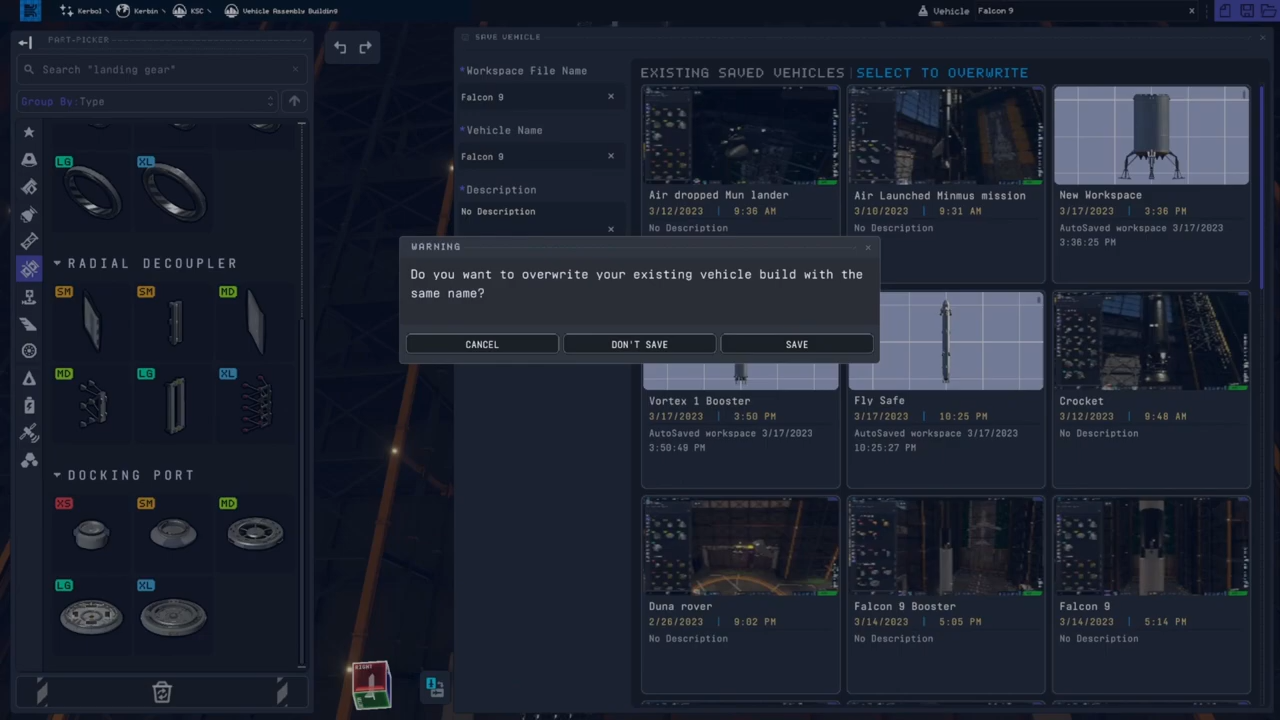 Kerbol
Kerbin
KSC
Vehicle Assembly Building
Vehicle
Falcon 9
PART-PICKER
Search "landing gear"
Group By: Type
LG
XL
RADIAL DECOUPLER
SM
SM
MD
MD
LG
XL
DOCKING PORT
XS
SM
MD
LG
XL
RIGHT
SAVE VEHICLE
*Workspace File Name
Falcon 9
*Vehicle Name
Falcon 9
*Description
No Description
EXISTING SAVED VEHICLES | SELECT TO OVERWRITE
Air dropped Mun lander
3/12/2023 | 9:36 AM
No Description
Air Launched Minmus mission
3/10/2023 | 9:31 AM
No Description
New Workspace
3/17/2023 | 3:36 PM
AutoSaved workspace 3/17/2023
3:36:25 PM
WARNING
Do you want to overwrite your existing vehicle build with the
same name?
CANCEL
DON'T SAVE
SAVE
Vortex 1 Booster
3/17/2023 | 3:50 PM
AutoSaved workspace 3/17/2023
3:50:49 PM
Fly Safe
3/17/2023 | 10:25 PM
AutoSaved workspace 3/17/2023
10:25:27 PM
Crocket
3/12/2023 | 9:48 AM
No Description
Duna rover
2/26/2023 | 9:02 PM
No Description
Falcon 9 Booster
3/14/2023 | 5:05 PM
No Description
Falcon 9
3/14/2023 | 5:14 PM
No Description